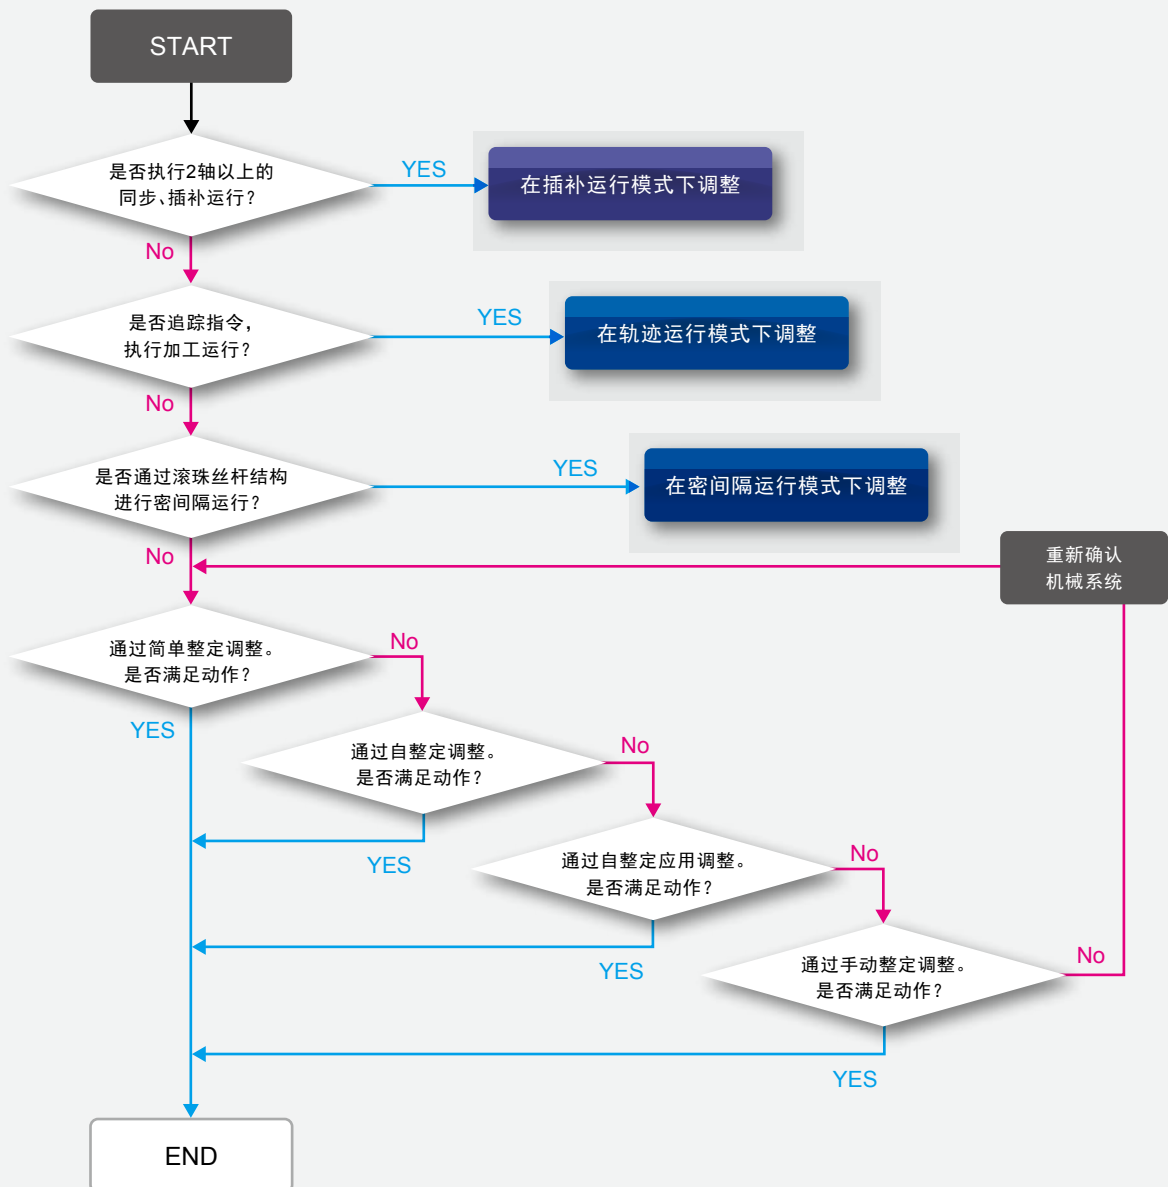 START
是否执行2轴以上的
同步、插补运行?
YES
在插补运行模式下调整
No
是否追踪指令,
执行加工运行?
YES
在轨迹运行模式下调整
No
是否通过滚珠丝杆结构
进行密间隔运行?
YES
在密间隔运行模式下调整
No
重新确认
机械系统
通过简单整定调整。
是否满足动作?
No
YES
通过自整定调整。
是否满足动作?
No
YES
通过自整定应用调整。
是否满足动作?
No
YES
通过手动整定调整。
是否满足动作?
No
YES
END